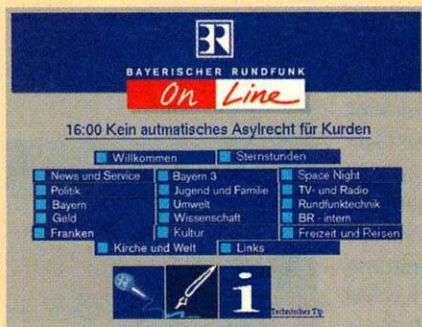 BR
BAYERISCHER RUNDFUNK
On Line
16:00 Kein autmatisches Asylrecht für Kurden
Willkommen Sternstunden
News und Service Bayern 3 Space Night
Politik Jugend und Familie TV- und Radio
Bayern Umwelt Rundfunktechnik
Geld Wissenschaft BR - intern
Franken Kultur Freizeit und Reisen
Kirche und Welt Links
i Technischer Tip